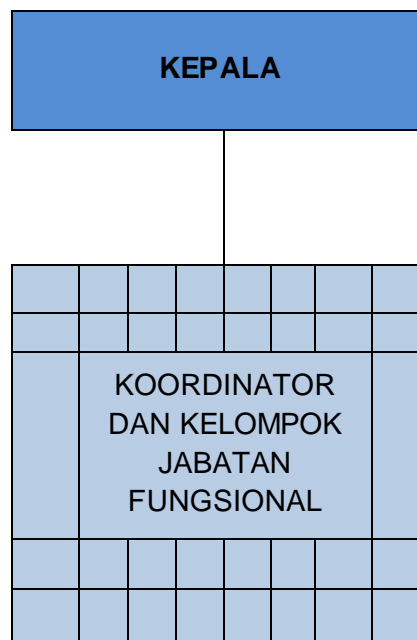 KEPALA
KOORDINATOR
DAN KELOMPOK
JABATAN
FUNGSIONAL